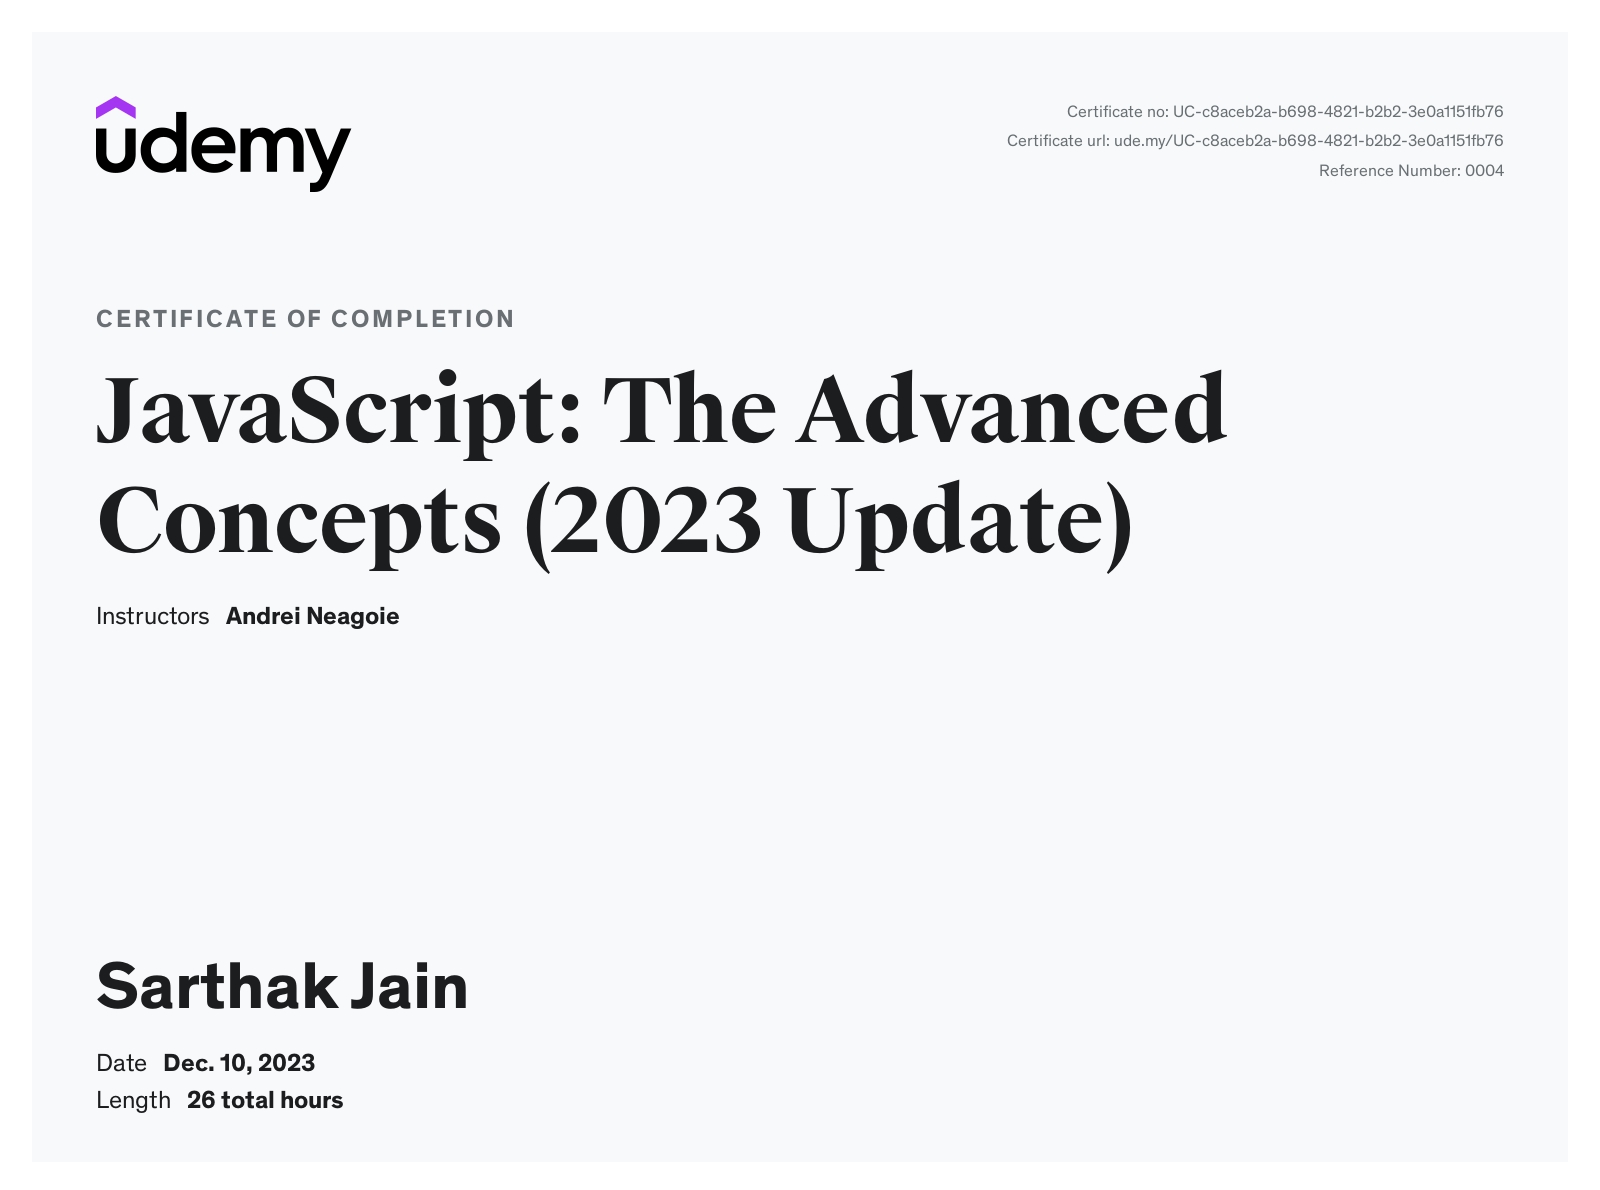 udemy
Certificate no: UC-c8aceb2a-b698-4821-b2b2-3e0a1151fb76
Certificate url: ude.my/UC-c8aceb2a-b698-4821-b2b2-3e0a1151fb76
Reference Number: 0004
CERTIFICATE OF COMPLETION
JavaScript: The Advanced
Concepts (2023 Update)
Instructors Andrei Neagoie
Sarthak Jain
Date Dec. 10, 2023
Length 26 total hours